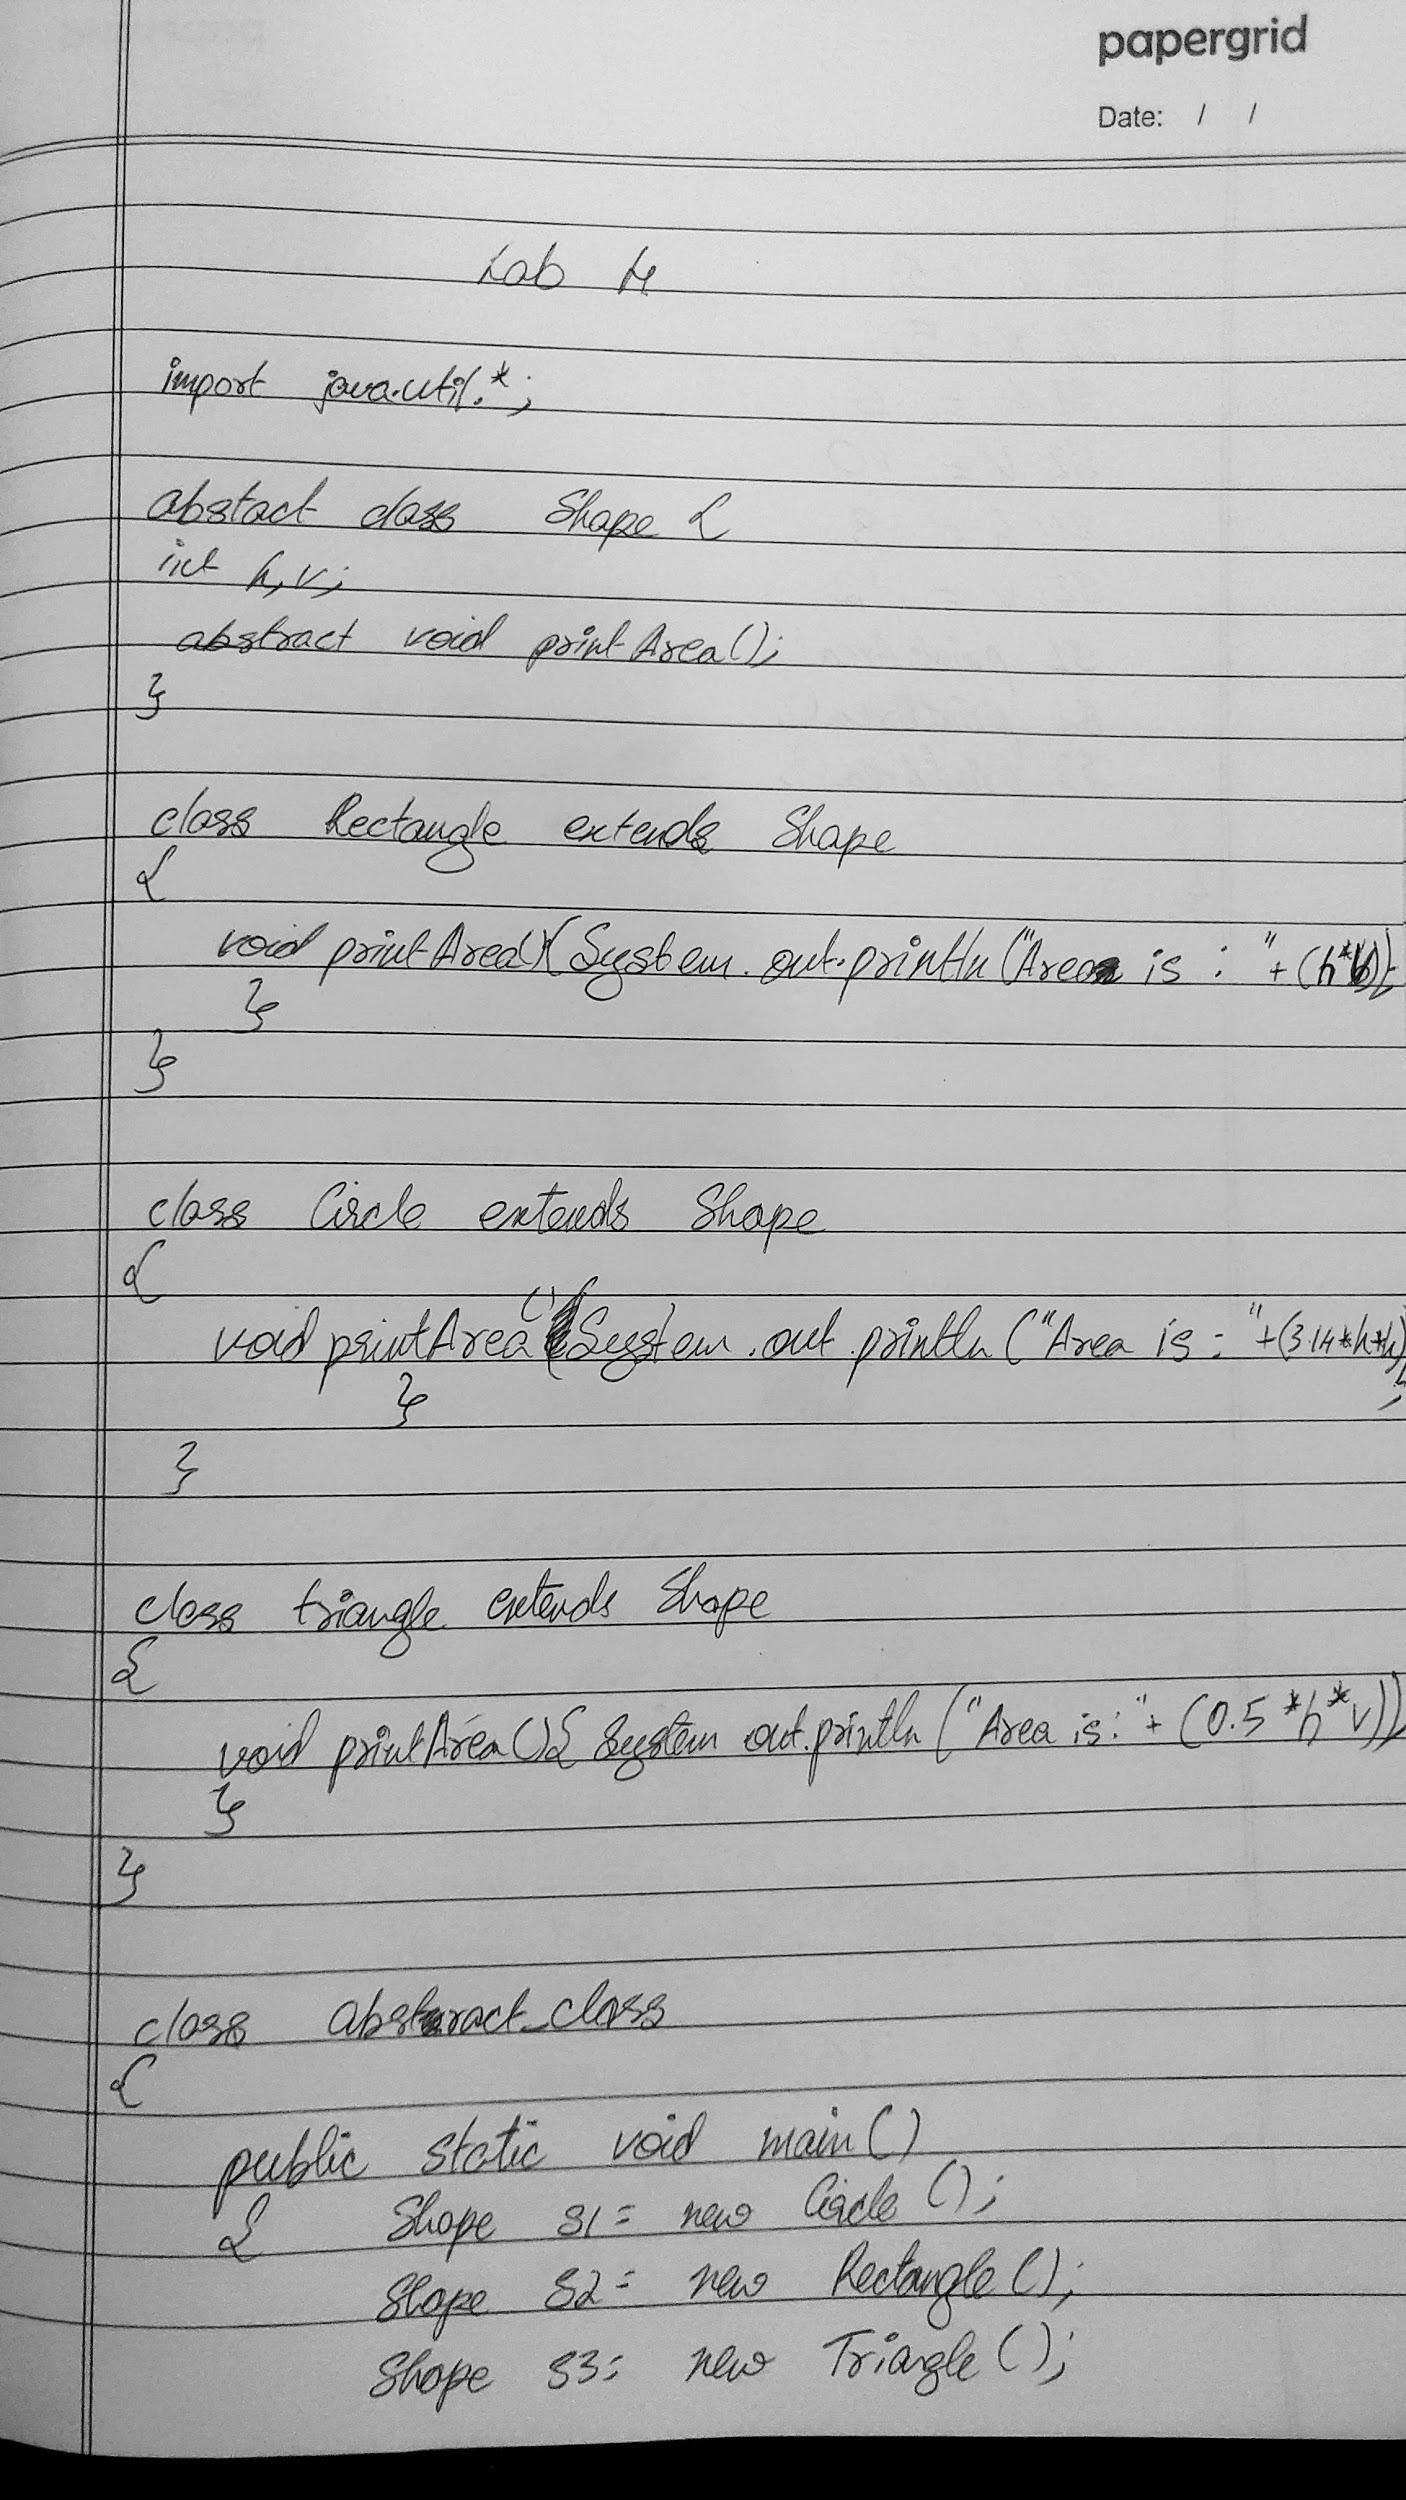 papergrid
Date: / /
Lab 4
import java.util.*;
abstact class Shape {
int h, v;
abstract void printArea();
}
class Rectangle extends Shape
{
void printArea(){System.out.println("Area is : " + (h*v));
}
}
class Circle extends Shape
{
void printArea(){System.out.println("Area is : "+(3.14*h*h)
);
}
}
class triangle extends Shape
{
void printArea(){ System out.println("Area is:"+ (0.5*h*v));
}
}
class abstract_class
{
public static void main()
{ Shape s1= new Circle();
Shape s2= new Rectangle();
Shape s3= new Triangle();